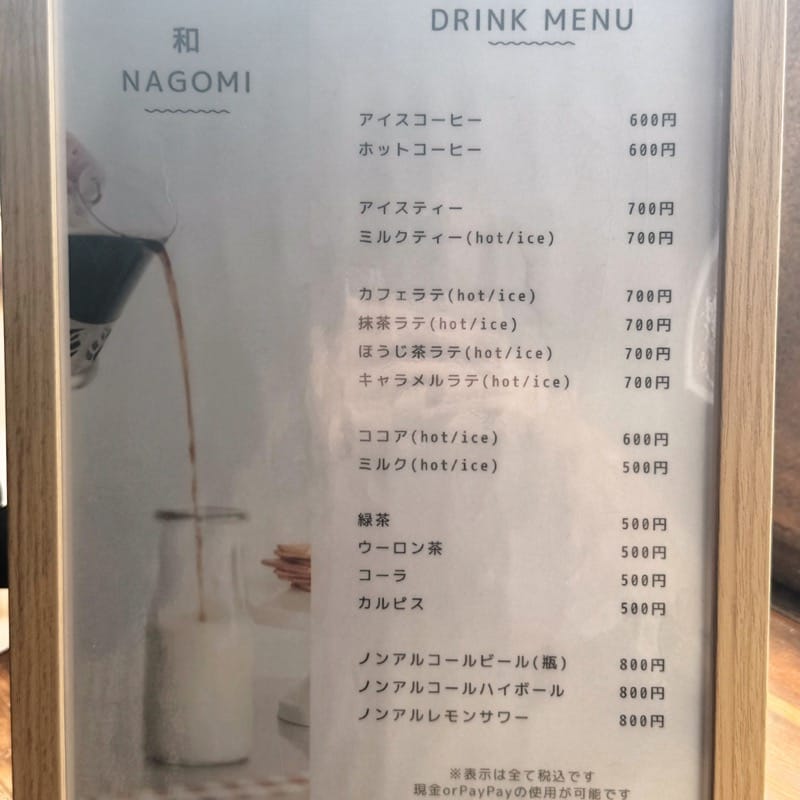 和
NAGOMI
DRINK MENU
アイスコーヒー 600円
ホットコーヒー 600円
アイスティー 700円
ミルクティー(hot/ice) 700円
カフェラテ(hot/ice) 700円
抹茶ラテ(hot/ice) 700円
ほうじ茶ラテ(hot/ice) 700円
キャラメルラテ(hot/ice) 700円
ココア(hot/ice) 600円
ミルク(hot/ice) 500円
緑茶 500円
ウーロン茶 500円
コーラ 500円
カルピス 500円
ノンアルコールビール(瓶) 800円
ノンアルコールハイボール 800円
ノンアルレモンサワー 800円
※表示は全て税込です
現金orPayPayの使用が可能です